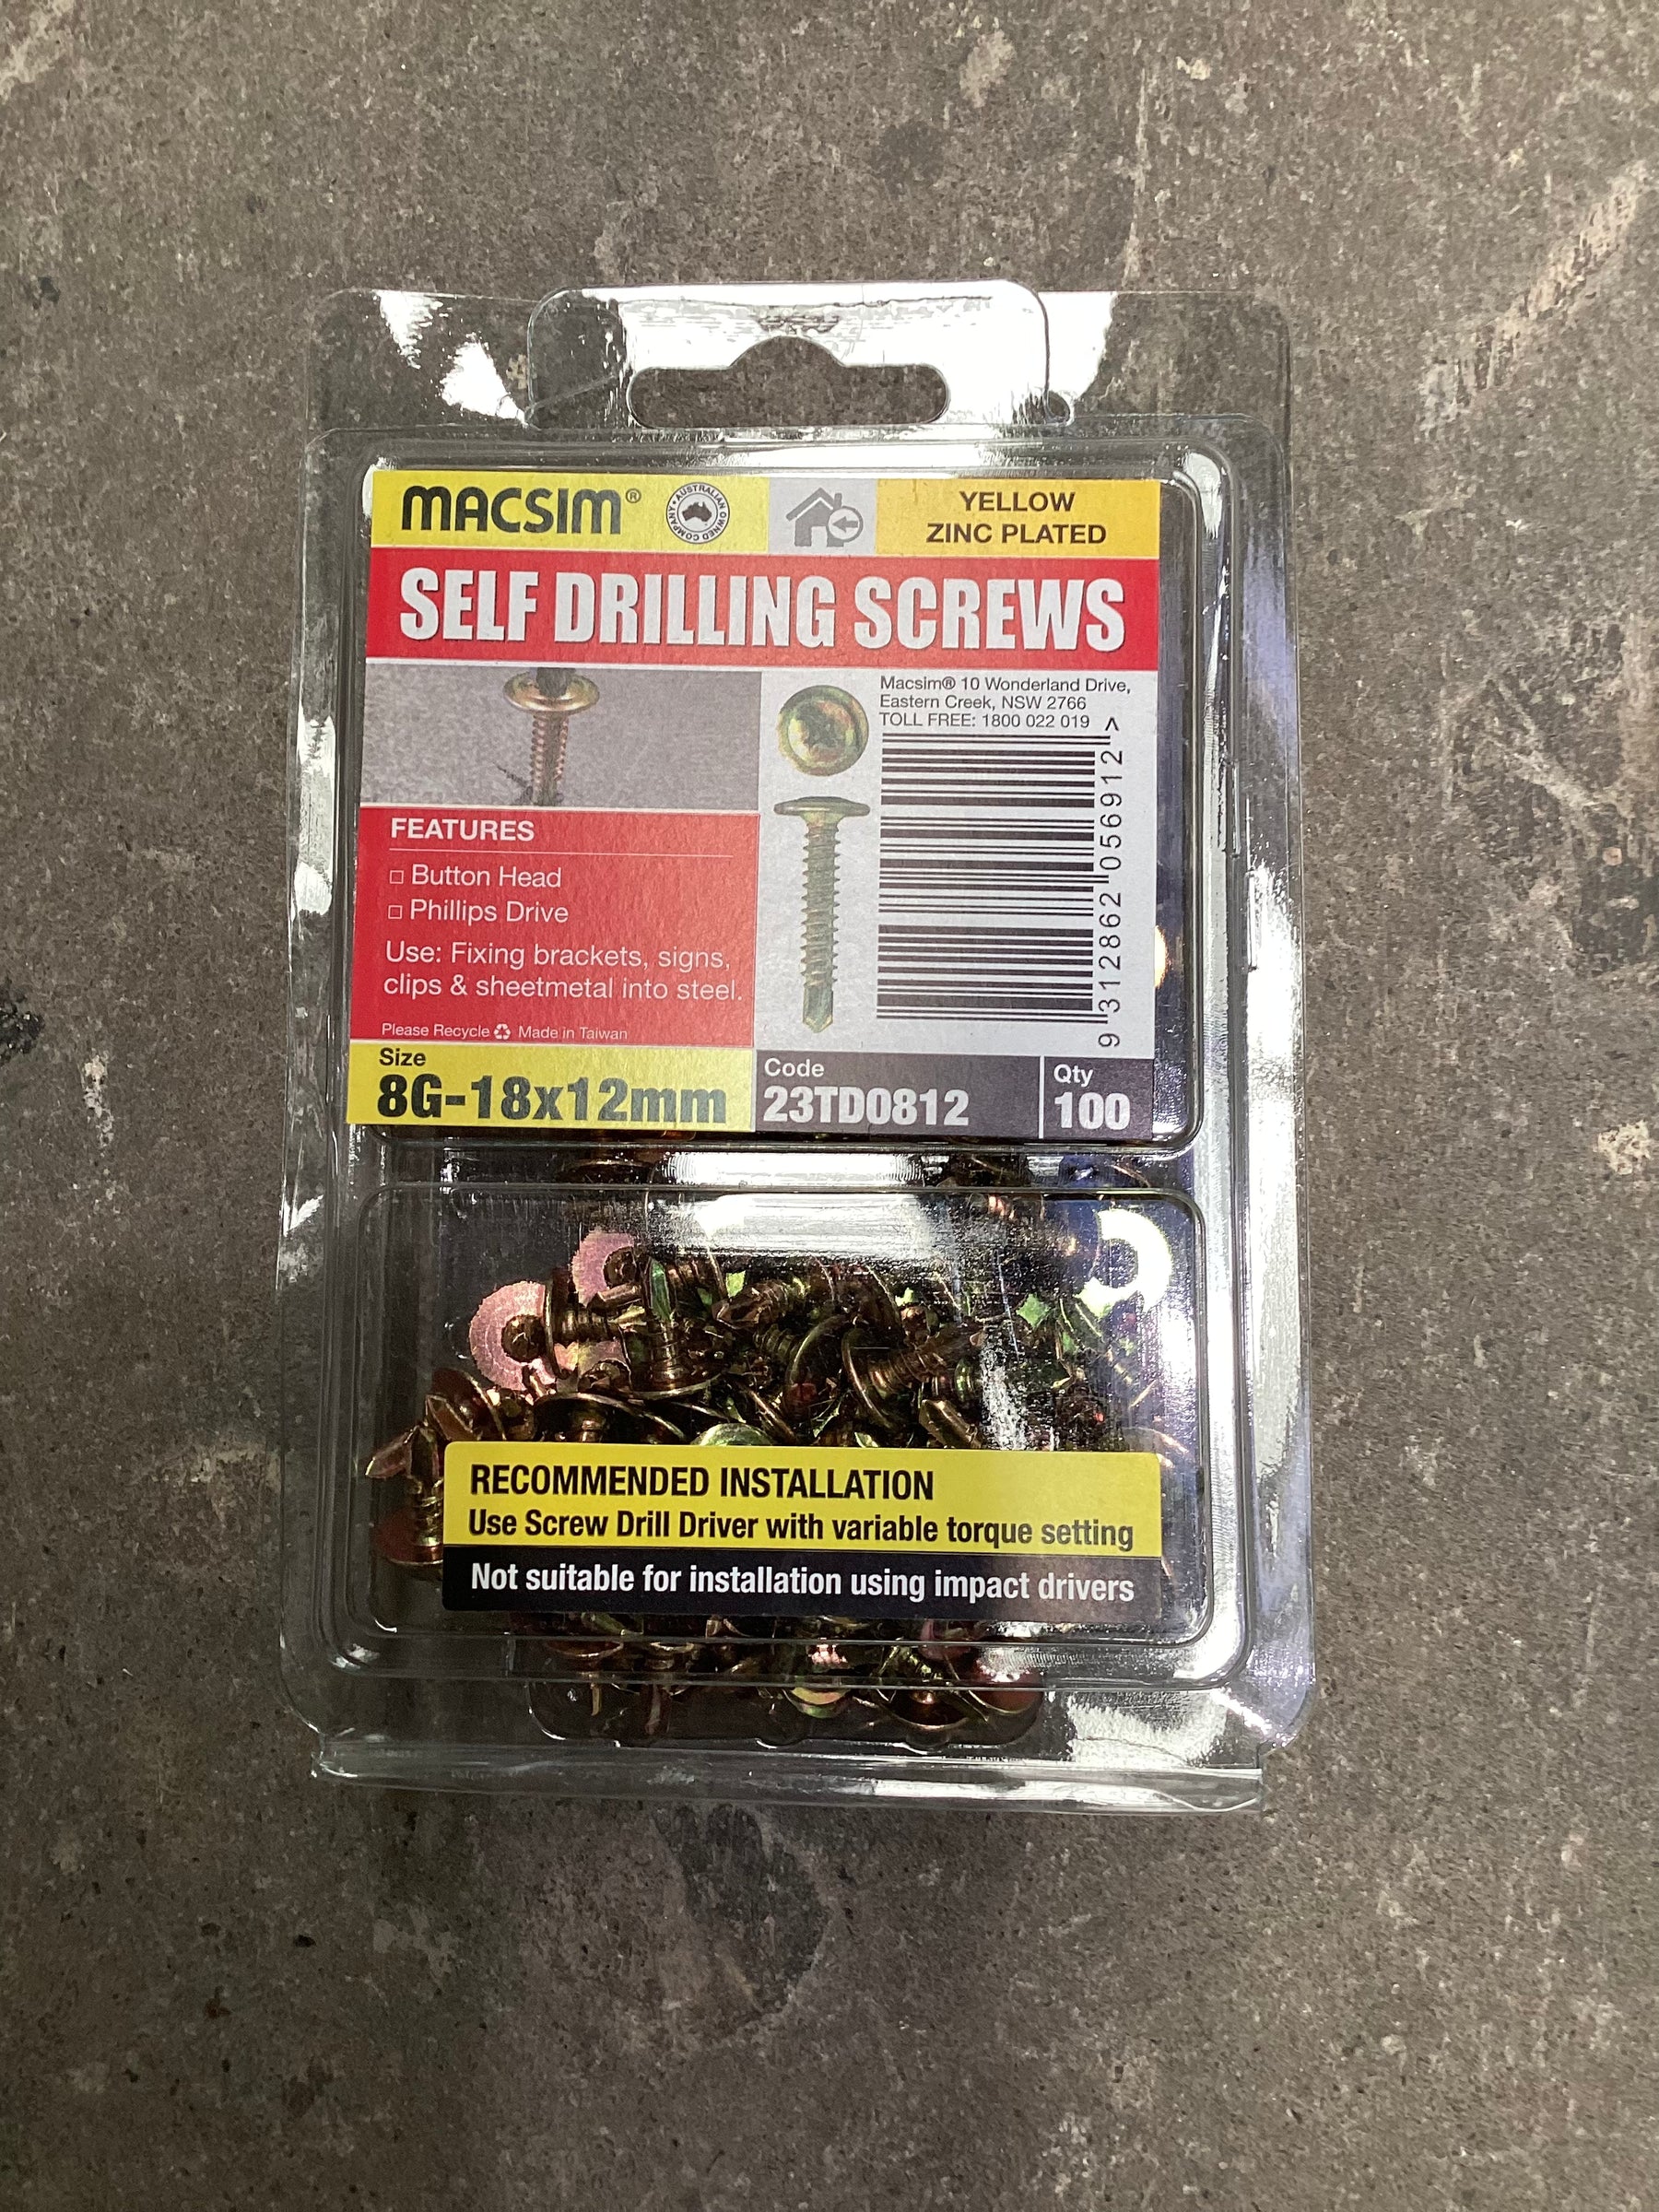 MACSIM®
AUSTRALIAN OWNED COMPANY
YELLOW
ZINC PLATED
SELF DRILLING SCREWS
Macsim® 10 Wonderland Drive,
Eastern Creek, NSW 2766
TOLL FREE: 1800 022 019
9 312862 056912 >
FEATURES
□ Button Head
□ Phillips Drive
Use: Fixing brackets, signs,
clips & sheetmetal into steel.
Please Recycle ♻ Made in Taiwan
Size
8G-18x12mm
Code
23TD0812
Qty
100
RECOMMENDED INSTALLATION
Use Screw Drill Driver with variable torque setting
Not suitable for installation using impact drivers